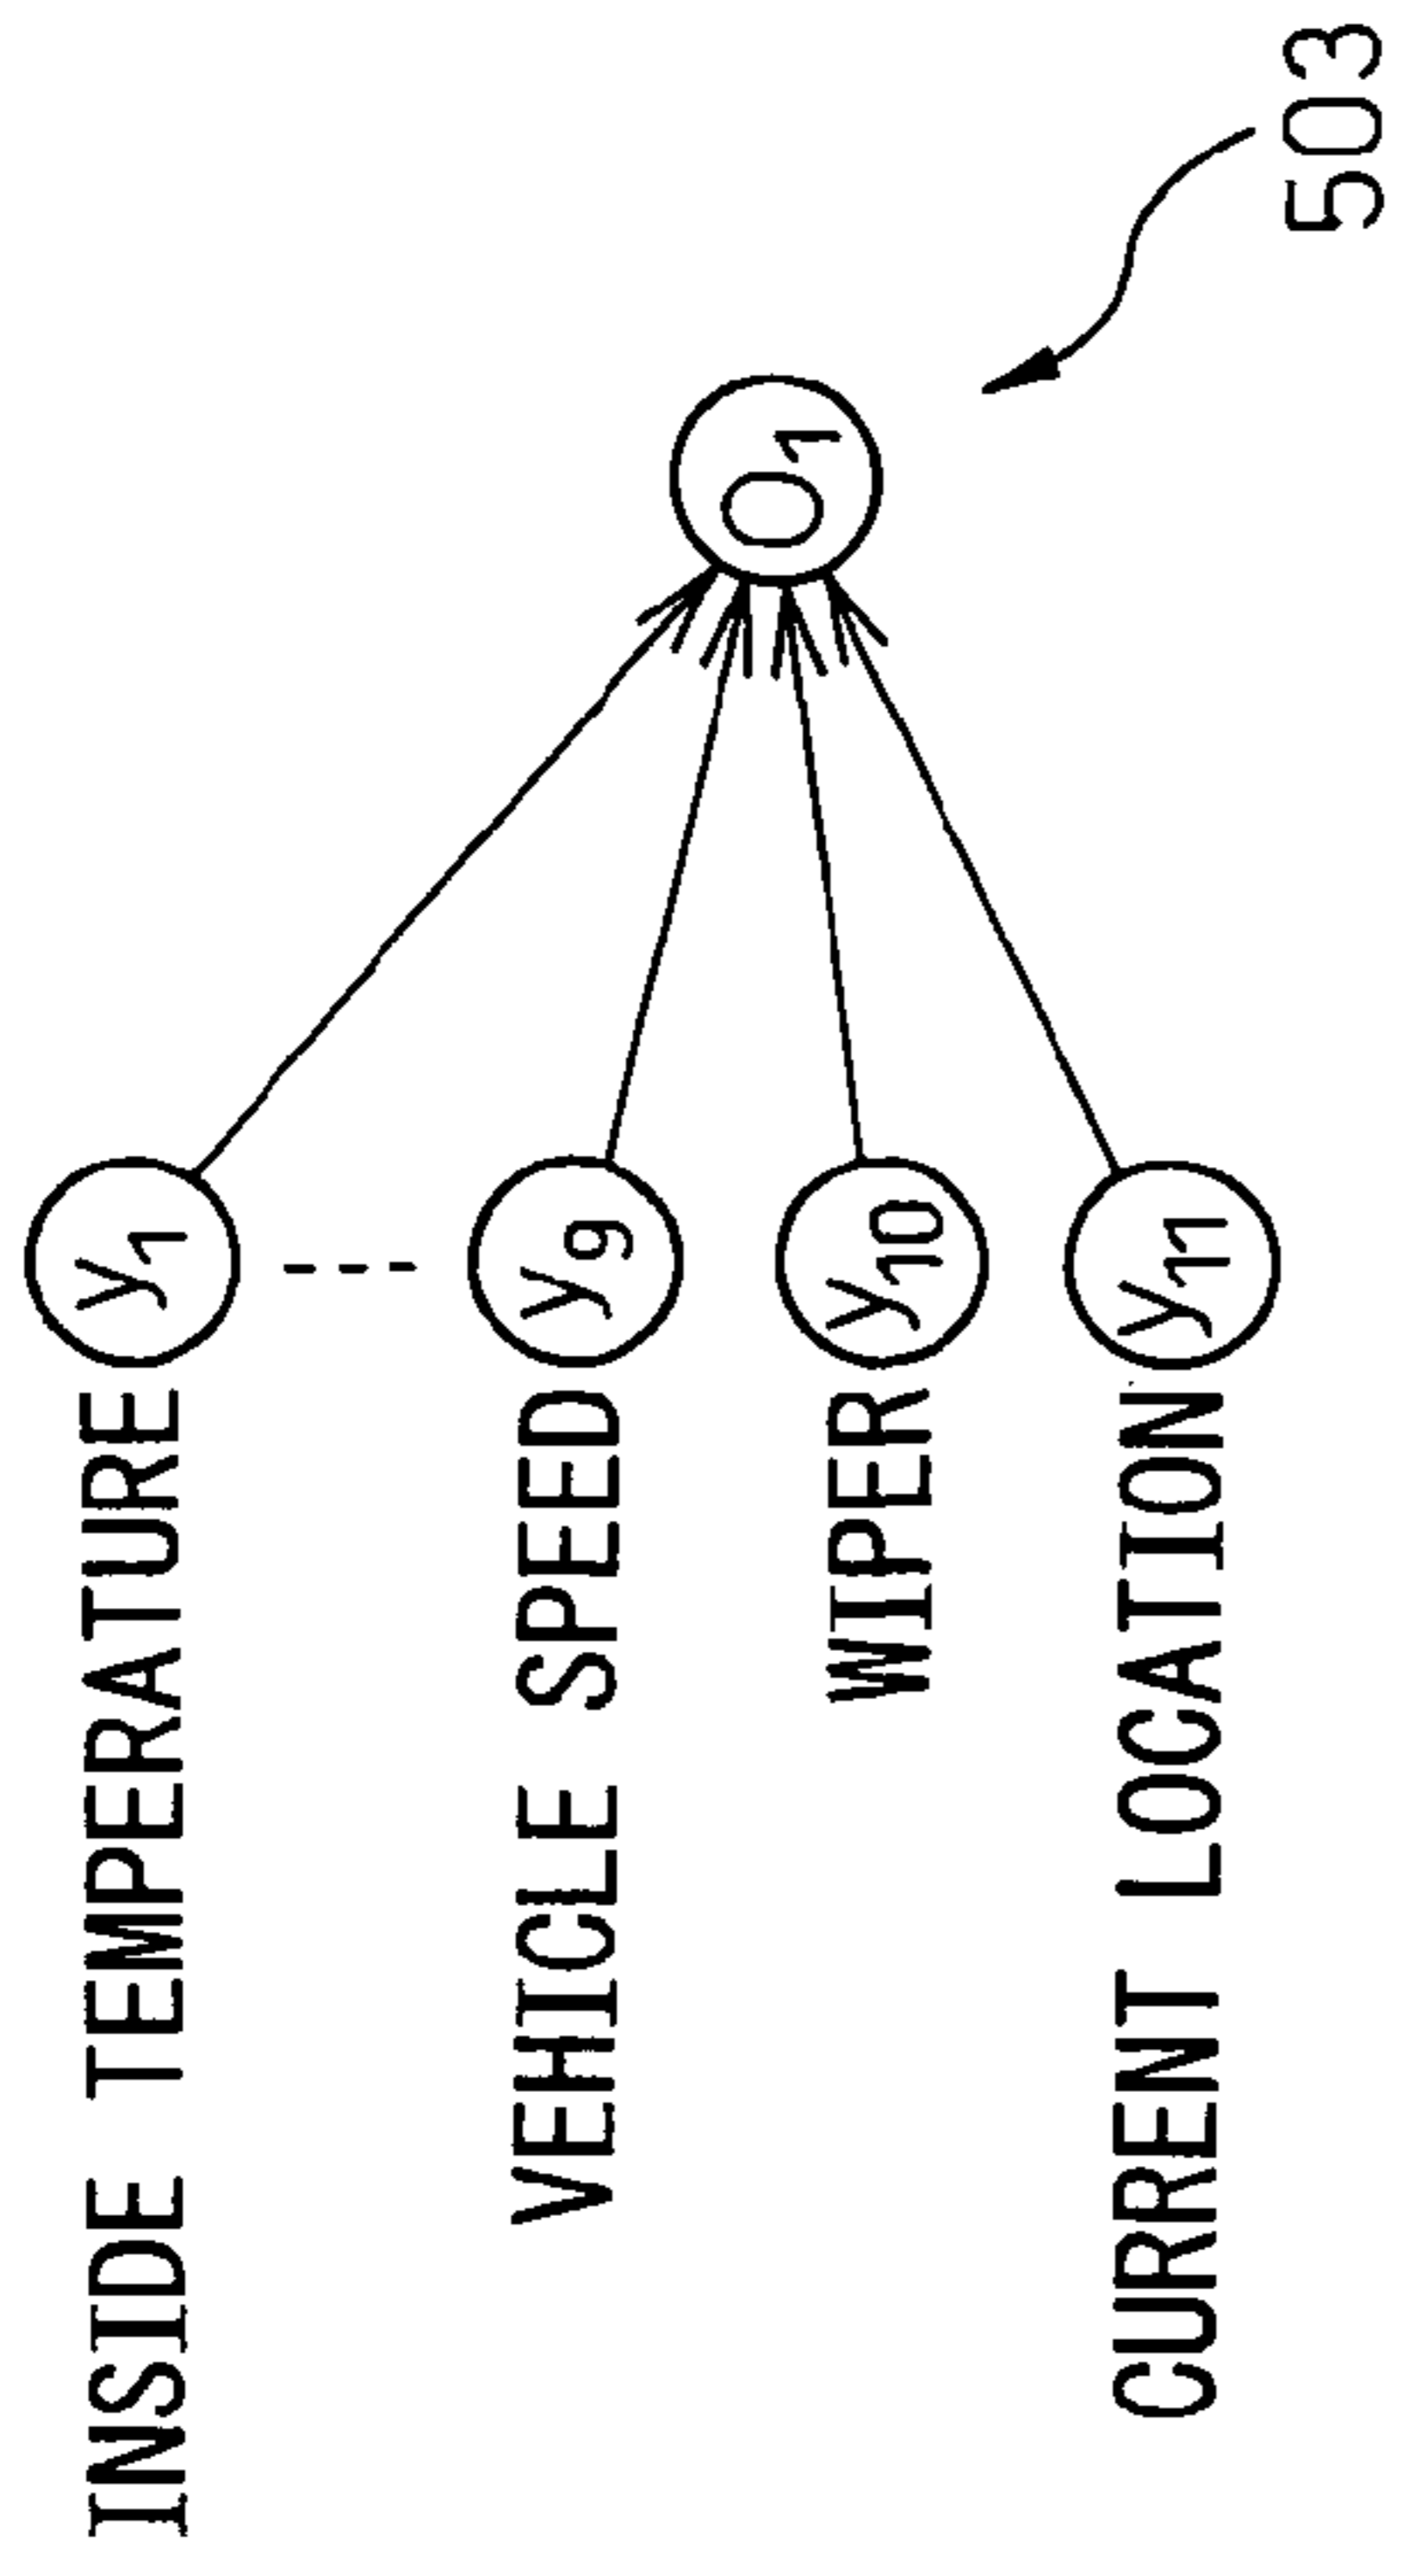 INSIDE TEMPERATURE y1
VEHICLE SPEED y9
WIPER y10
CURRENT LOCATION y11
O1
503